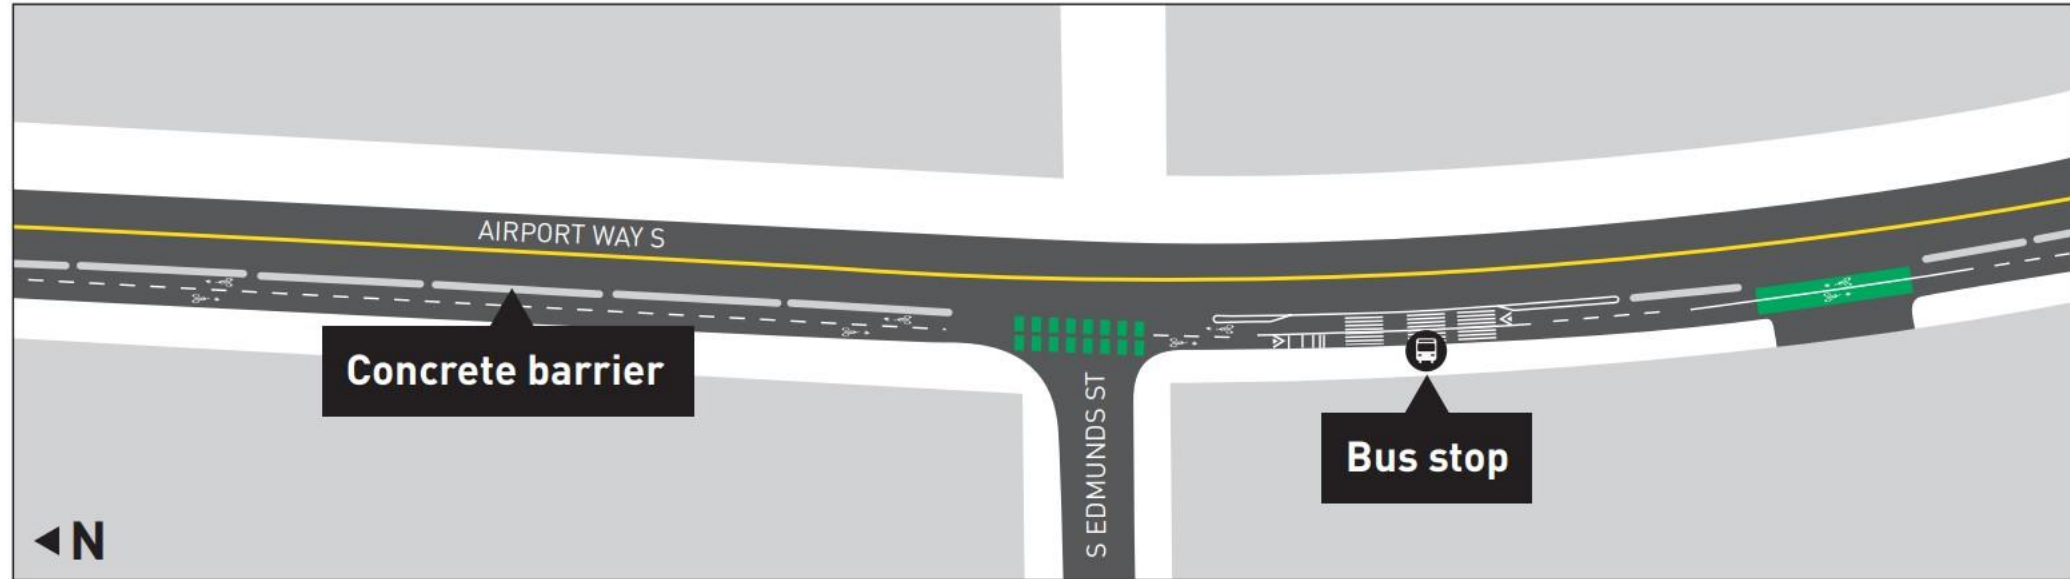 AIRPORT WAY S
Concrete barrier
S EDMUNDS ST
Bus stop
N